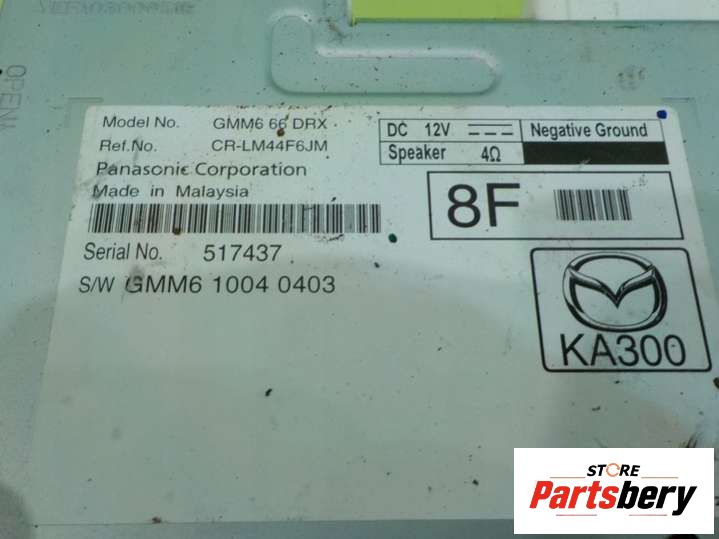 OPEN
Model No. GMM6 66 DRX
Ref.No. CR-LM44F6JM
Panasonic Corporation
Made in Malaysia
DC 12V Negative Ground
Speaker 4Ω
8F
Serial No. 517437
S/W GMM6 1004 0403
KA300
STORE
Partsbery